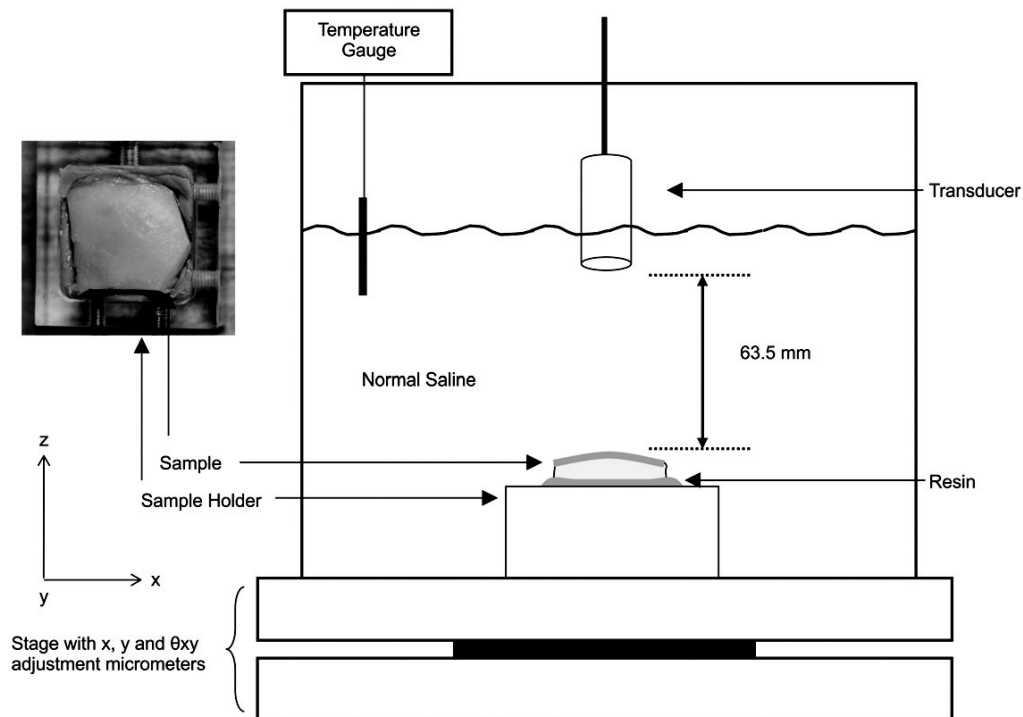 Temperature
Gauge
Transducer
63.5 mm
Normal Saline
z
Sample
Sample Holder
Resin
x
y
Stage with x, y and θxy
adjustment micrometers